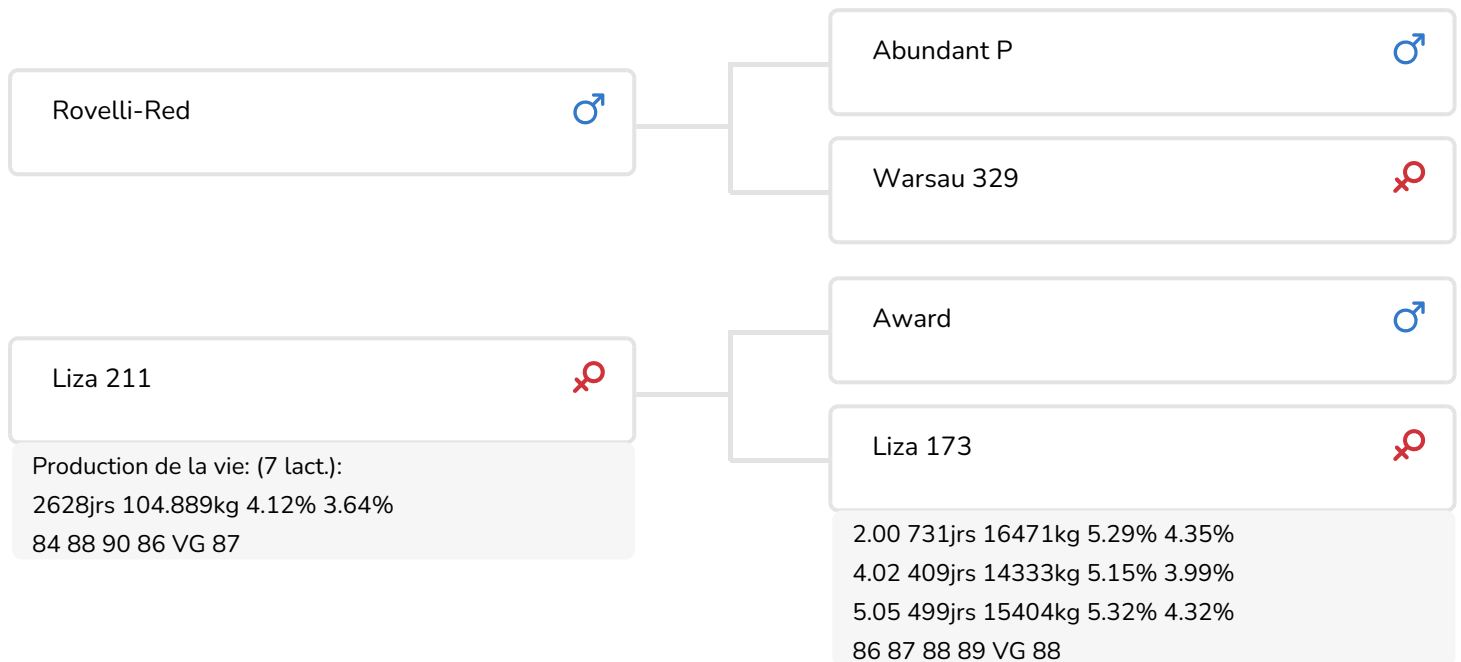 Rovelli-Red
Abundant P
Warsau 329
Liza 211
Production de la vie: (7 lact.):
2628jrs 104.889kg 4.12% 3.64%
84 88 90 86 VG 87
Award
Liza 173
2.00 731jrs 16471kg 5.29% 4.35%
4.02 409jrs 14333kg 5.15% 3.99%
5.05 499jrs 15404kg 5.32% 4.32%
86 87 88 89 VG 88